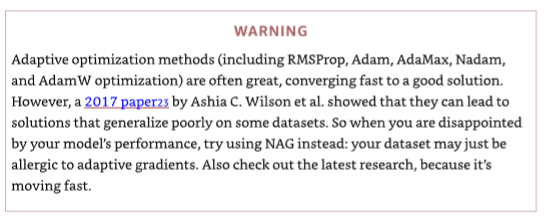 WARNING
Adaptive optimization methods (including RMSProp, Adam, AdaMax, Nadam,
and AdamW optimization) are often great, converging fast to a good solution.
However, a 2017 paper23 by Ashia C. Wilson et al. showed that they can lead to
solutions that generalize poorly on some datasets. So when you are disappointed
by your model's performance, try using NAG instead: your dataset may just be
allergic to adaptive gradients. Also check out the latest research, because it's
moving fast.